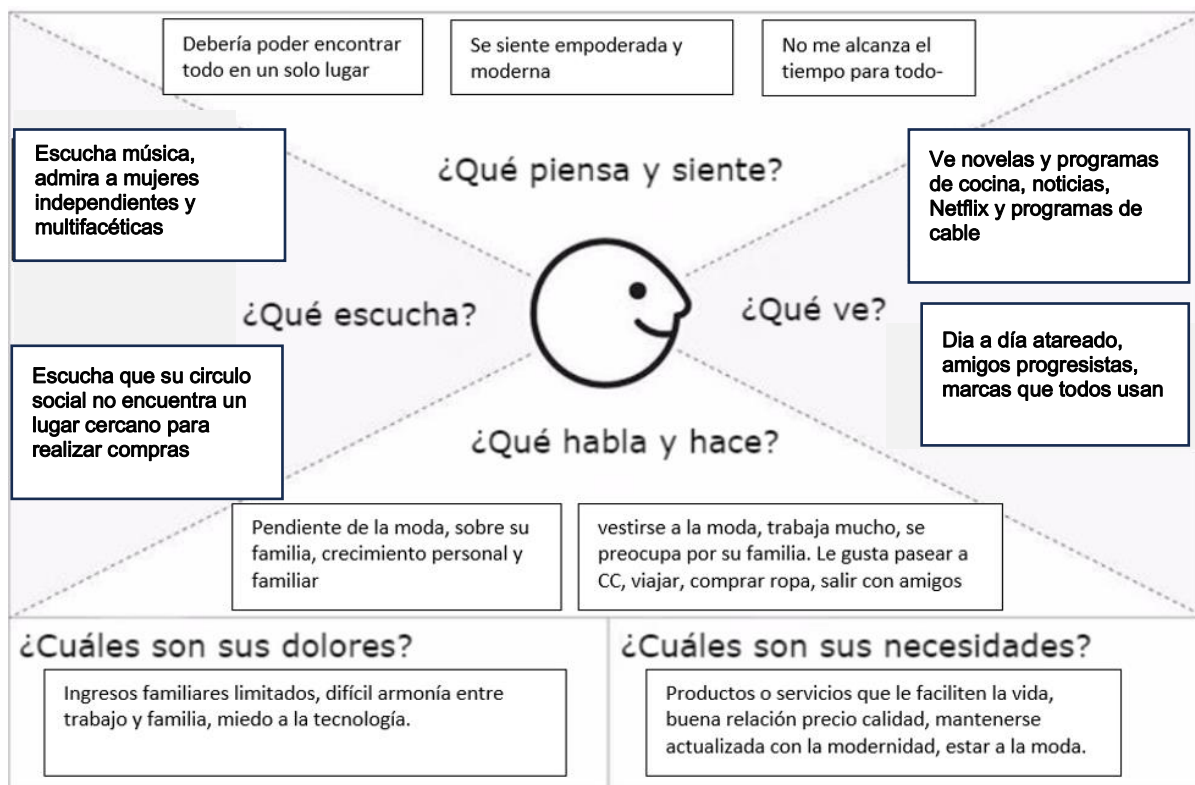 Debería poder encontrar
todo en un solo lugar
Se siente empoderada y
moderna
No me alcanza el
tiempo para todo-
¿Qué piensa y siente?
Escucha música,
admira a mujeres
independientes y
multifacéticas
Ve novelas y programas
de cocina, noticias,
Netflix y programas de
cable
¿Qué escucha?
¿Qué ve?
Escucha que su circulo
social no encuentra un
lugar cercano para
realizar compras
Dia a día atareado,
amigos progresistas,
marcas que todos usan
¿Qué habla y hace?
Pendiente de la moda, sobre su
familia, crecimiento personal y
familiar
vestirse a la moda, trabaja mucho, se
preocupa por su familia. Le gusta pasear a
CC, viajar, comprar ropa, salir con amigos
¿Cuáles son sus dolores?
Ingresos familiares limitados, difícil armonía entre
trabajo y familia, miedo a la tecnología.
¿Cuáles son sus necesidades?
Productos o servicios que le faciliten la vida,
buena relación precio calidad, mantenerse
actualizada con la modernidad, estar a la moda.